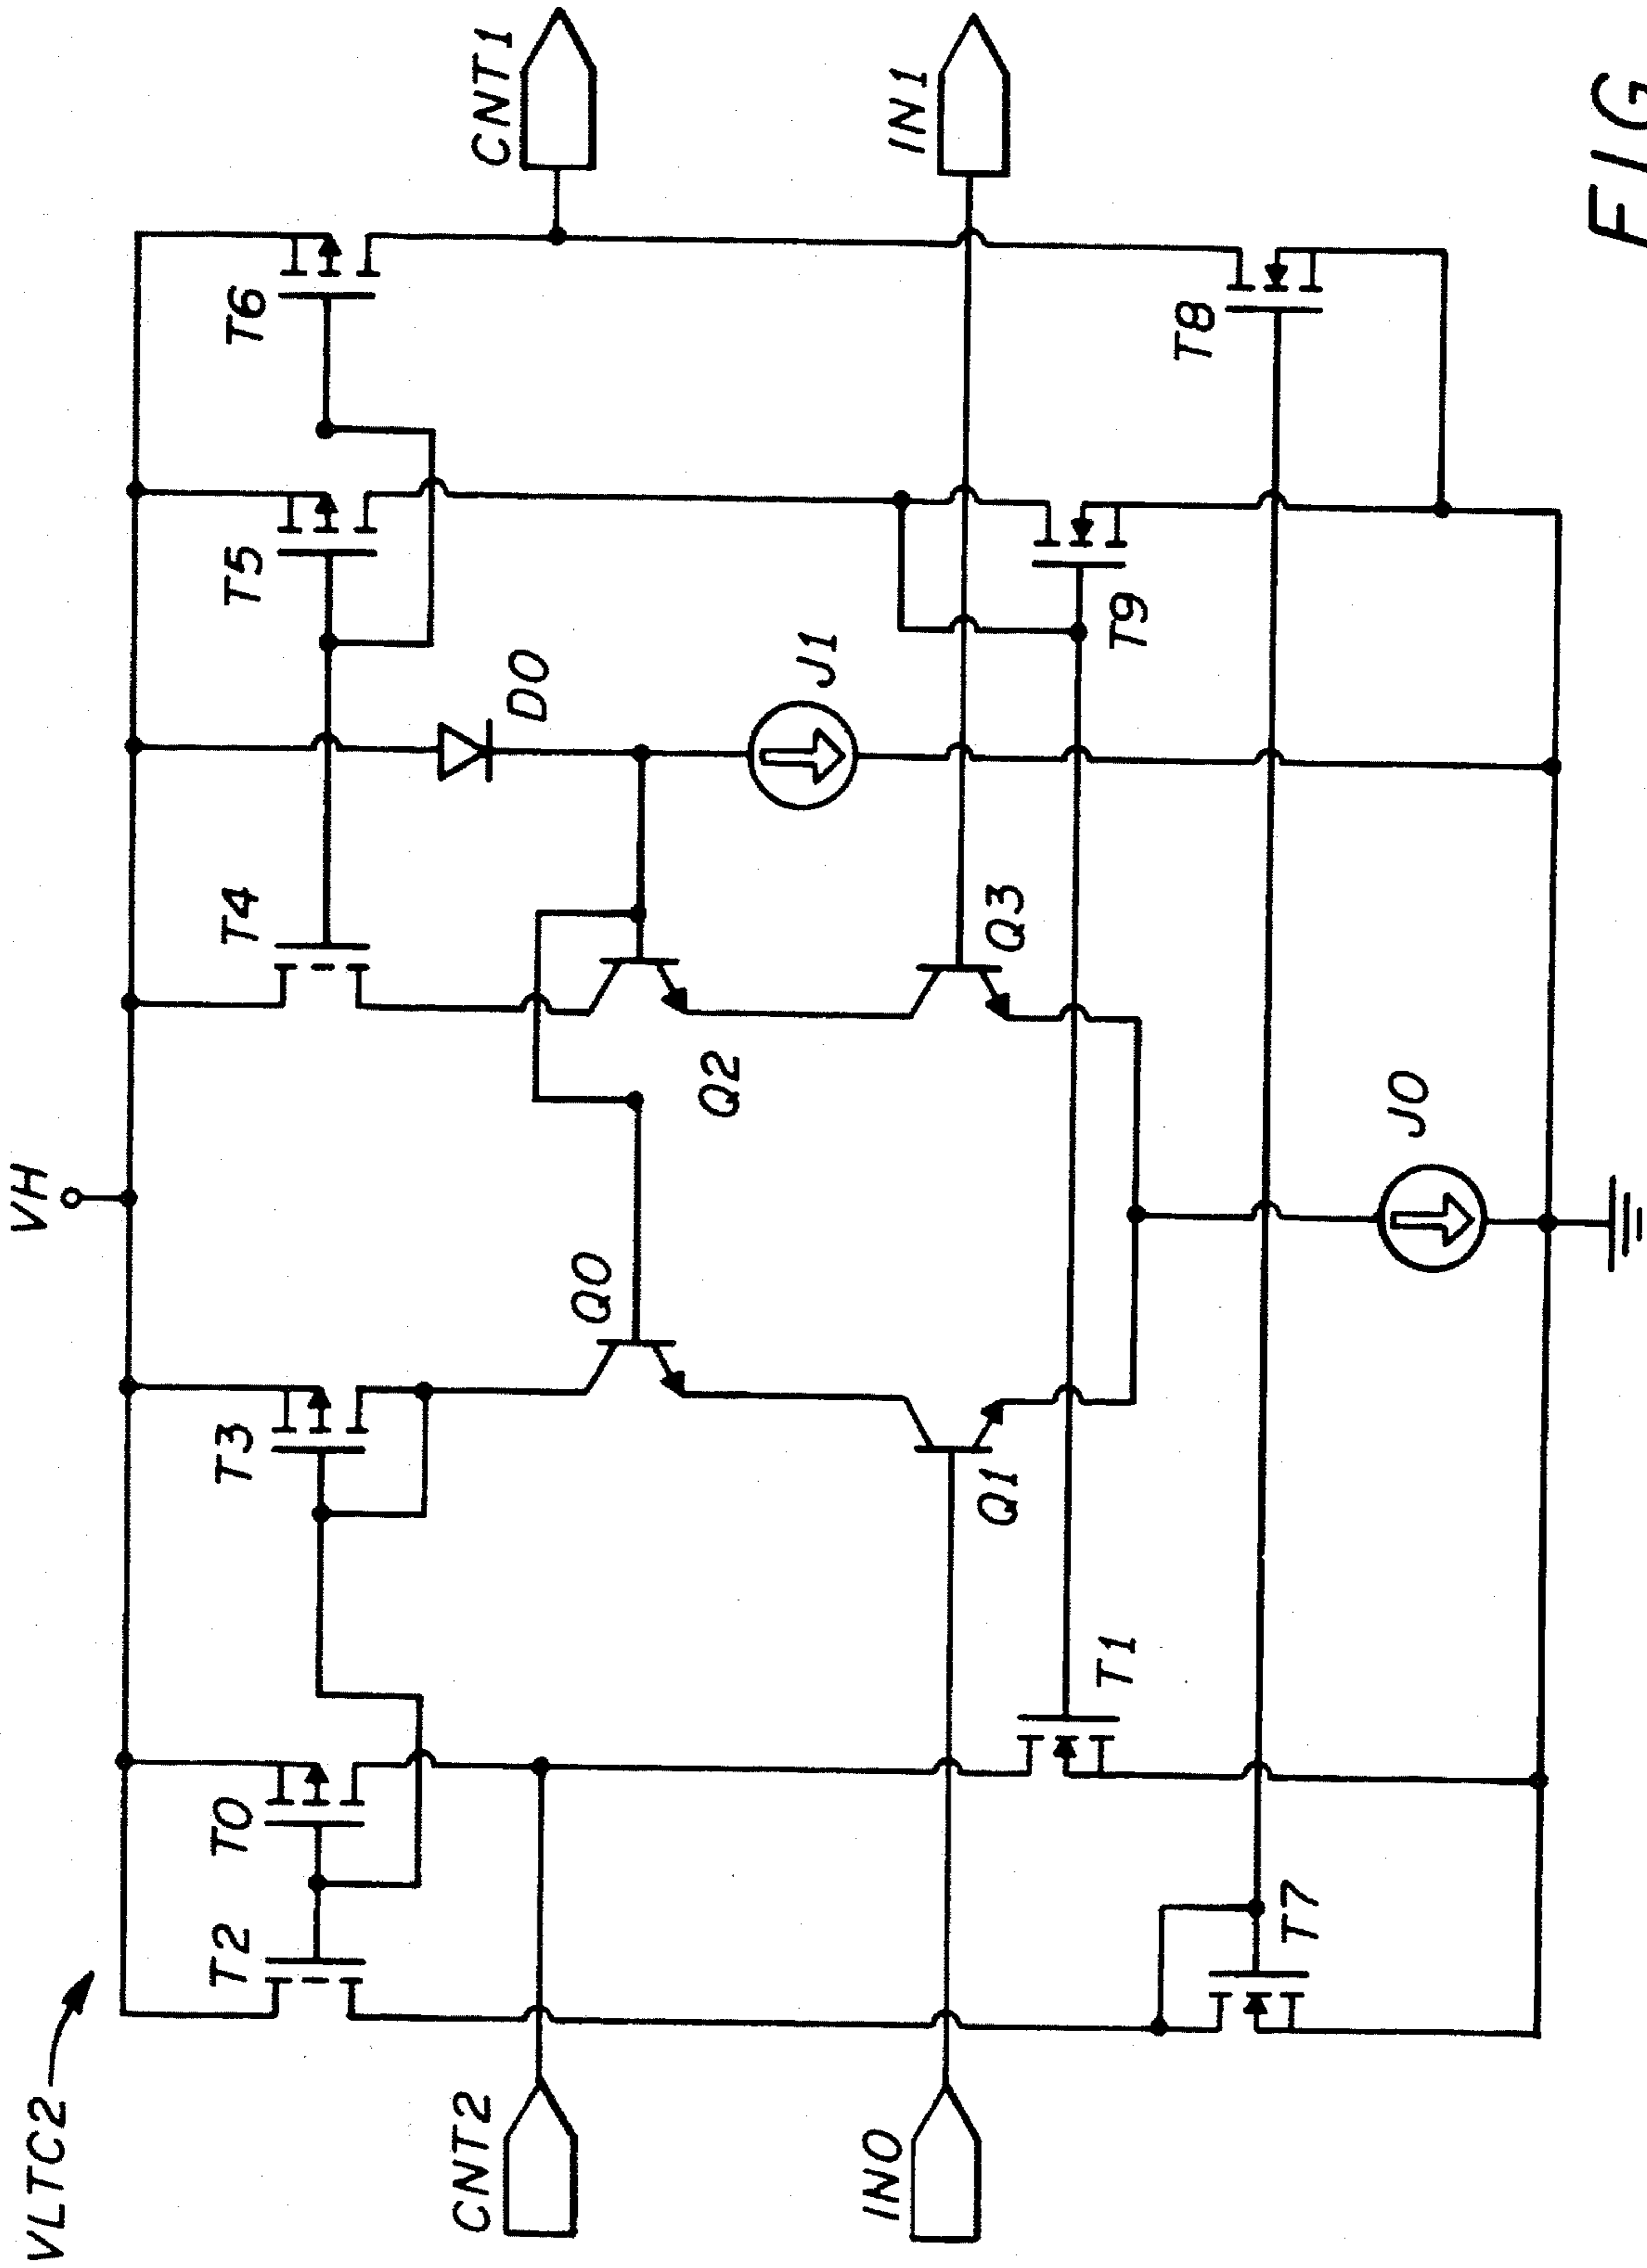 VLTC2
VH
T2
T0
T3
T4
T5
T6
CNT2
Q0
Q2
D0
CNT1
IN0
Q1
Q3
J1
IN1
T7
T1
J0
T9
T8
FIG